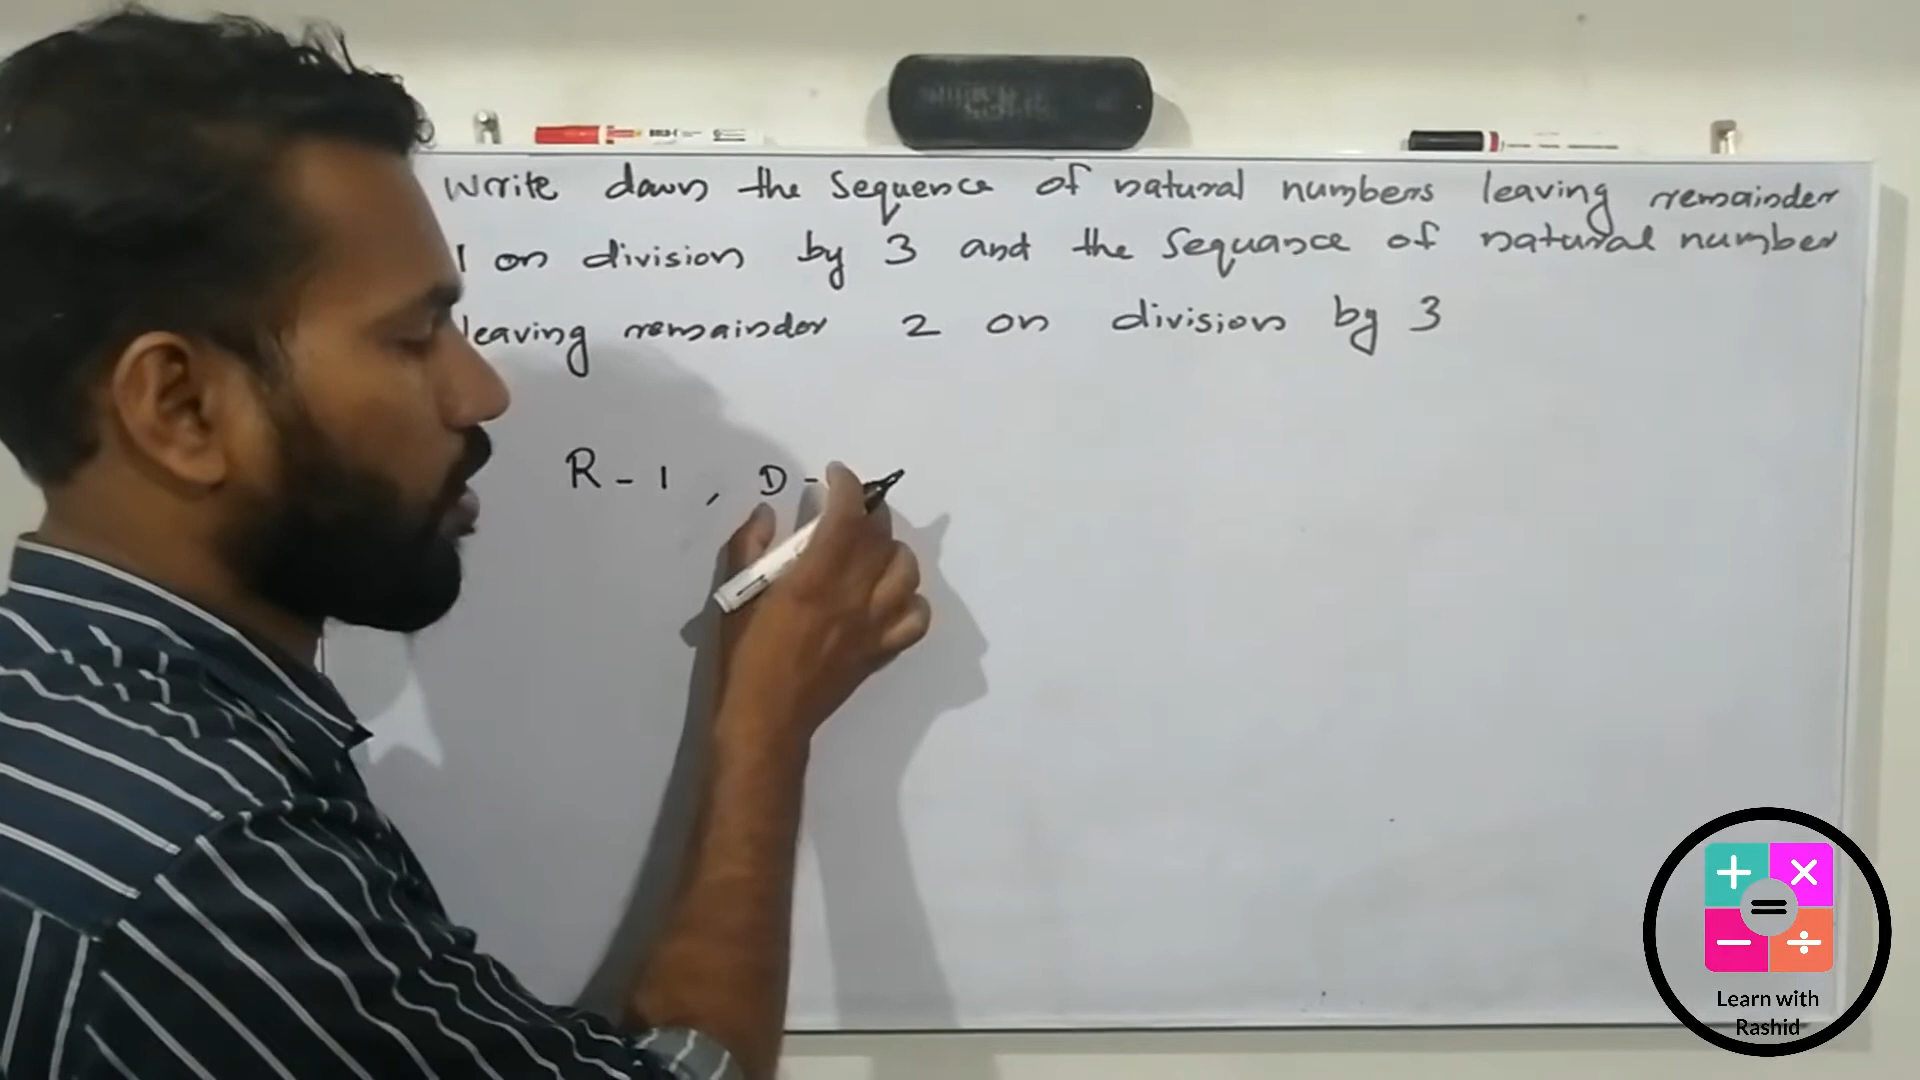 Write down the sequence of natural numbers leaving remainder
1 on division by 3 and the sequance of natural number
leaving remainder 2 on division by 3
R - 1 , D -
Learn with
Rashid